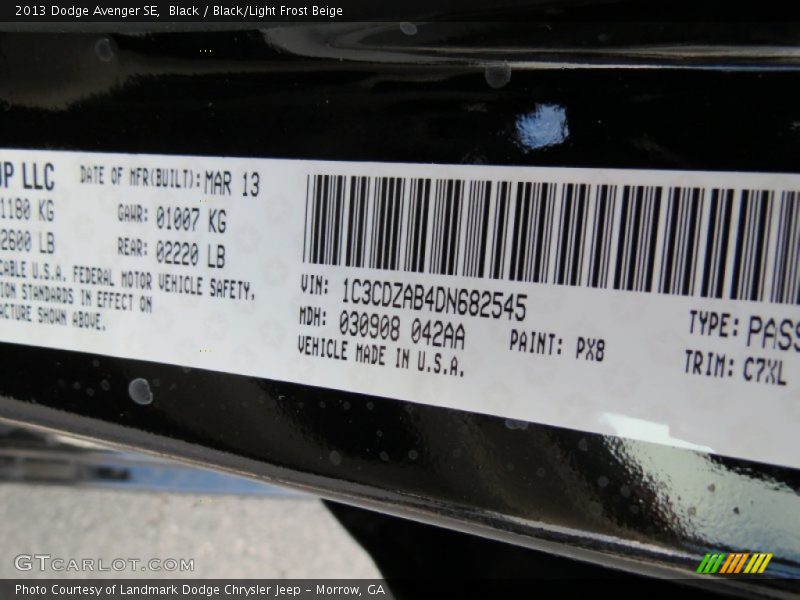 2013 Dodge Avenger SE,  Black / Black/Light Frost Beige
UP LLC DATE OF MFR(BUILT): MAR 13
1180 KG GAWR: 01007 KG
2600 LB REAR: 02220 LB
CABLE U.S.A. FEDERAL MOTOR VEHICLE SAFETY,
ION STANDARDS IN EFFECT ON
ACTURE SHOWN ABOVE.
VIN: 1C3CDZAB4DN682545
MDH: 030908 042AA PAINT: PX8 TYPE: PASS
VEHICLE MADE IN U.S.A. TRIM: C7XL
GTCARLOT.COM
Photo Courtesy of Landmark Dodge Chrysler Jeep – Morrow, GA